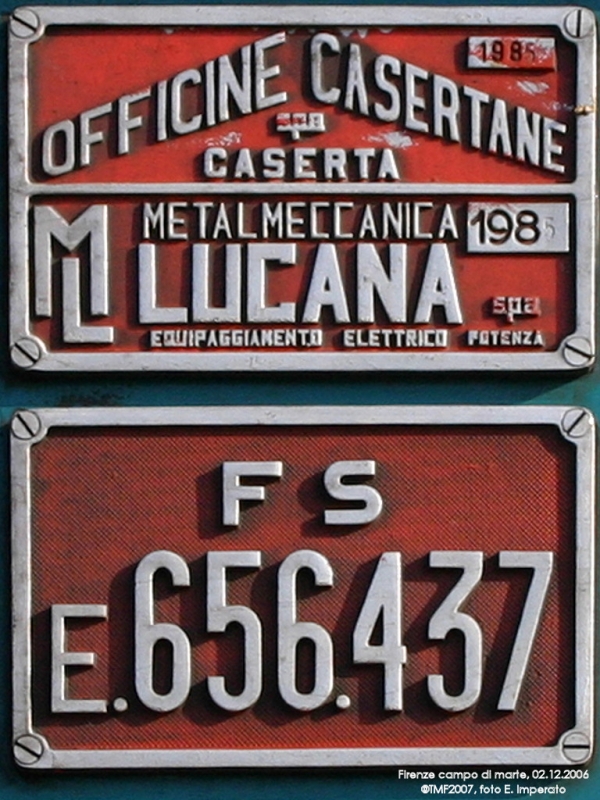 OFFICINE CASERTANE
1985
spa
CASERTA
ML
METALMECCANICA
1985
LUCANA
spa
EQUIPAGGIAMENTO ELETTRICO POTENZA
FS
E.656.437
Firenze campo di marte, 02.12.2006
©TMF2007, foto E. Imperato